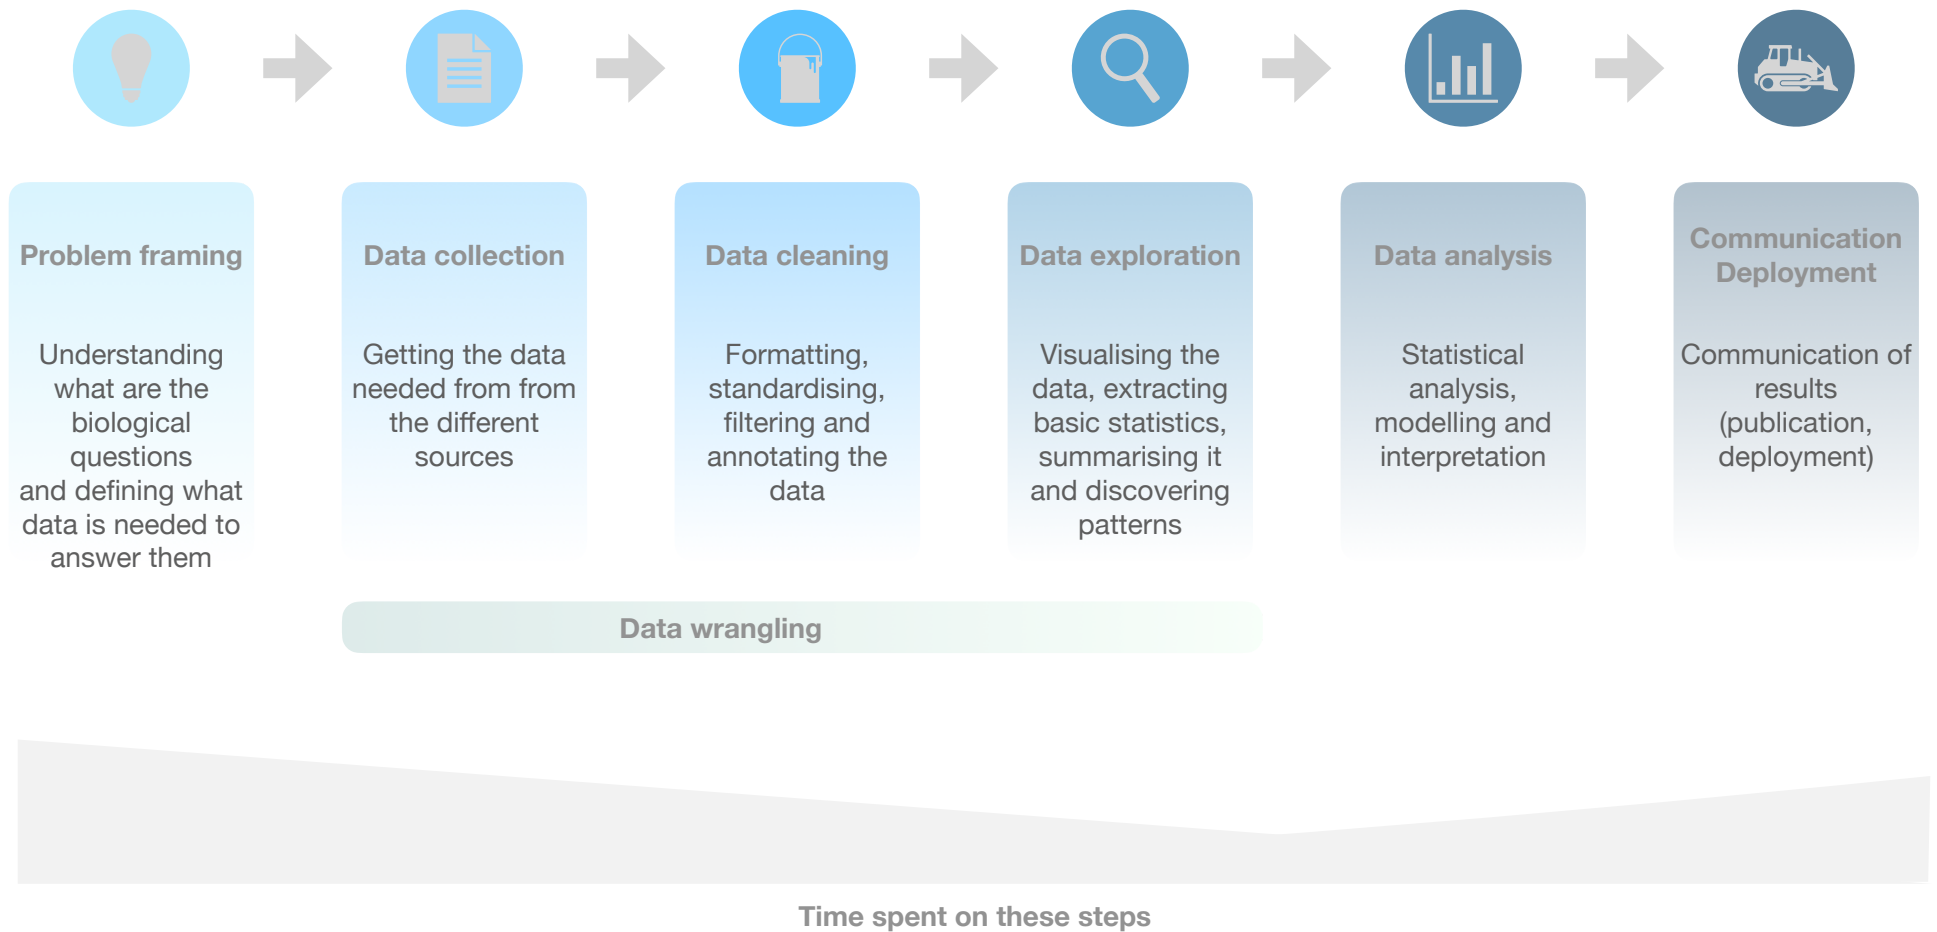 Problem framing
Understanding
what are the
biological
questions
and defining what
data is needed to
answer them
Data collection
Getting the data
needed from from
the different
sources
Data cleaning
Formatting,
standardising,
filtering and
annotating the
data
Data exploration
Visualising the
data, extracting
basic statistics,
summarising it
and discovering
patterns
Data analysis
Statistical
analysis,
modelling and
interpretation
Communication
Deployment
Communication of
results
(publication,
deployment)
Data wrangling
Time spent on these steps